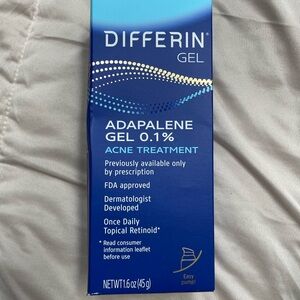 DIFFERIN®
GEL
ADAPALENE
GEL 0.1%
ACNE TREATMENT
Previously available only
by prescription
FDA approved
Dermatologist
Developed
Once Daily
Topical Retinoid*
* Read consumer
information leaflet
before use
Easy
pump!
NET WT 1.6 oz (45 g)